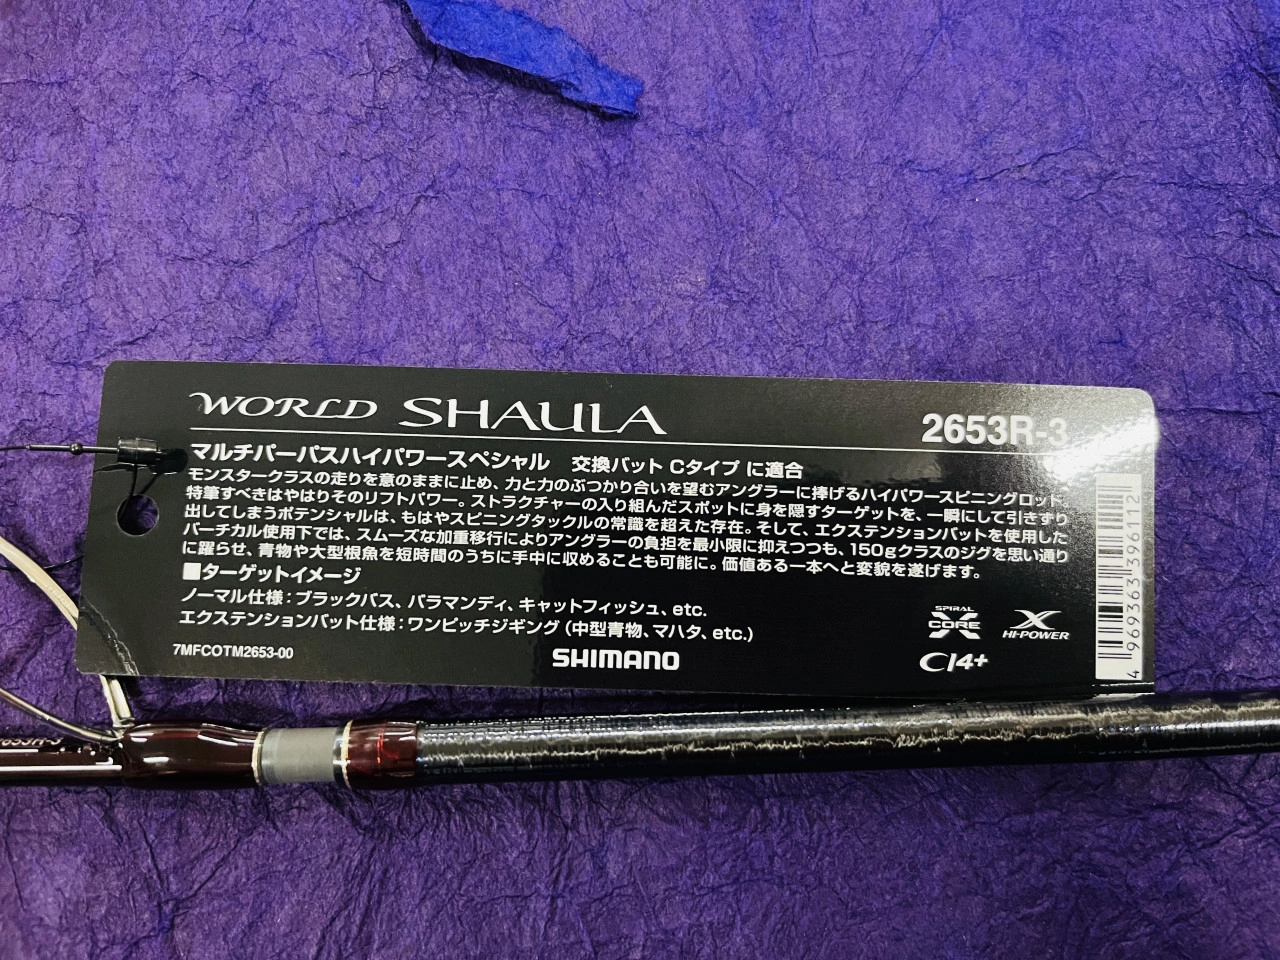 WORLD SHAULA
2653R-3
マルチパーパスハイパワースペシャル 交換バット Cタイプ に適合
モンスタークラスの走りを意のままに止め、力と力のぶつかり合いを望むアングラーに捧げるハイパワースピニングロッド。
特筆すべきはやはりそのリフトパワー。ストラクチャーの入り組んだスポットに身を隠すターゲットを、一瞬にして引きずり
出してしまうポテンシャルは、もはやスピニングタックルの常識を超えた存在。そして、エクステンションバットを使用した
バーチカル使用下では、スムーズな加重移行によりアングラーの負担を最小限に抑えつつも、150gクラスのジグを思い通り
に躍らせ、青物や大型根魚を短時間のうちに手中に収めることも可能に。価値ある一本へと変貌を遂げます。
■ターゲットイメージ
ノーマル仕様：ブラックバス、バラマンディ、キャットフィッシュ、etc.
エクステンションバット仕様：ワンピッチジギング（中型青物、マハタ、etc.）
7MFCOTM2653-00
SHIMANO
SPIRAL
X
CORE
X
HI-POWER
CI4+
4 969363 396112